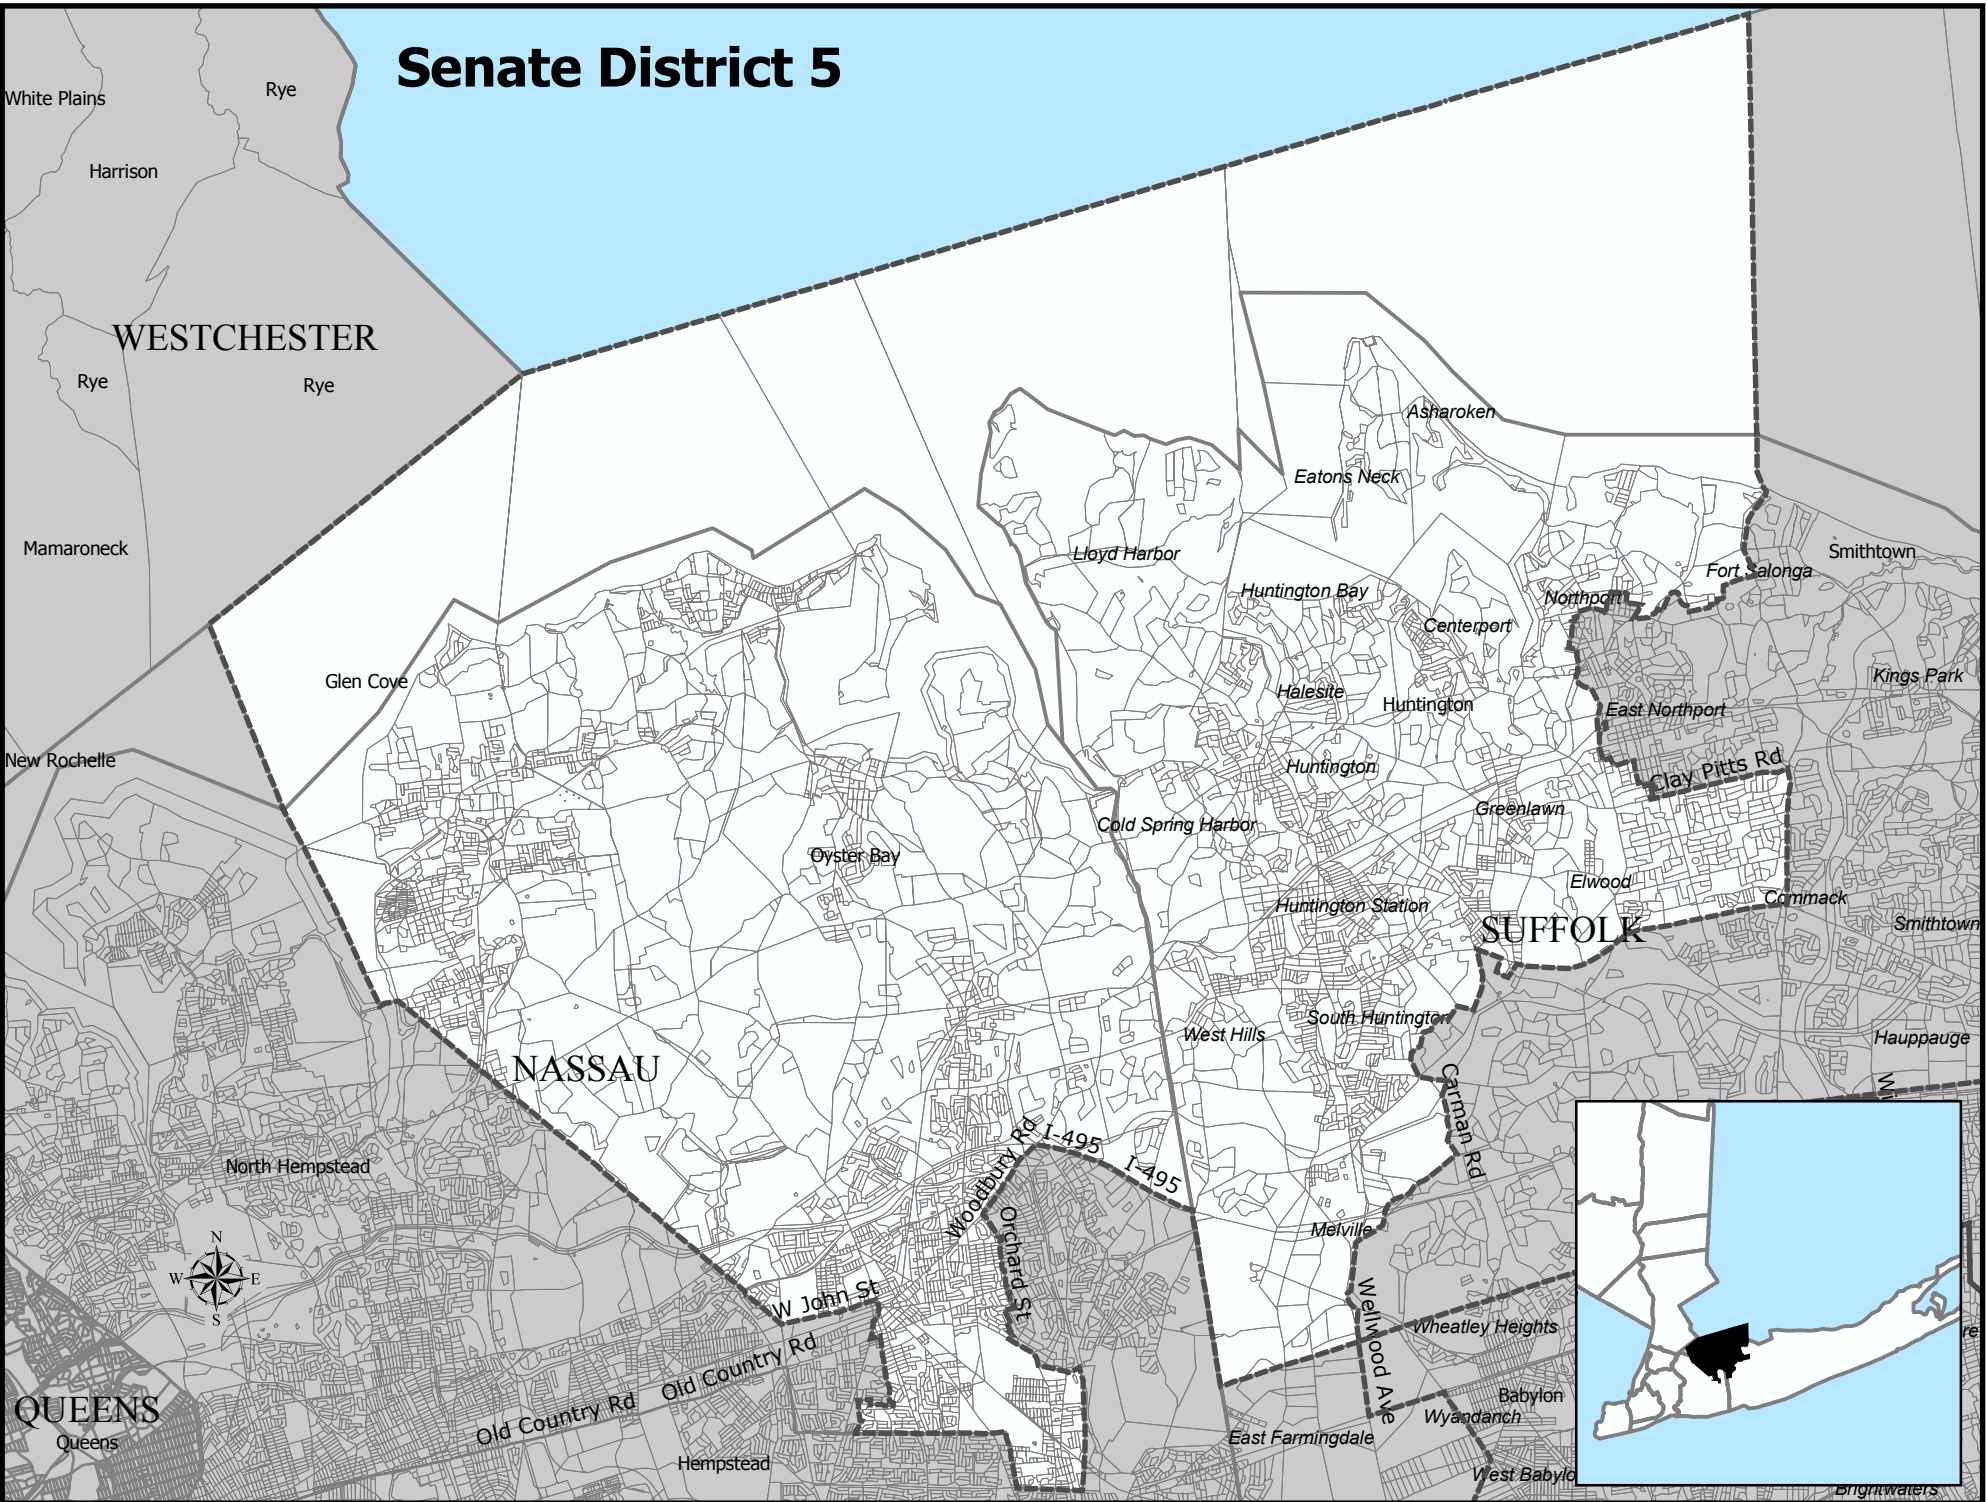 Senate District 5
White Plains
Rye
Harrison
WESTCHESTER
Rye
Rye
Asharoken
Eatons Neck
Mamaroneck
Lloyd Harbor
Smithtown
Fort Salonga
Huntington Bay
Northport
Centerport
Glen Cove
Kings Park
Halesite
Huntington
East Northport
New Rochelle
Huntington
Clay Pitts Rd
Greenlawn
Cold Spring Harbor
Oyster Bay
Elwood
Commack
Huntington Station
SUFFOLK
Smithtown
South Huntington
West Hills
Hauppauge
NASSAU
Carman Rd
Wi
Woodbury Rd
I-495
I-495
North Hempstead
Orchard St
Melville
N
W
E
S
W John St
Wellwood Ave
Wheatley Heights
re
Old Country Rd
Old Country Rd
QUEENS
Queens
Babylon
Wyandanch
East Farmingdale
Hempstead
West Babylo
Brightwaters